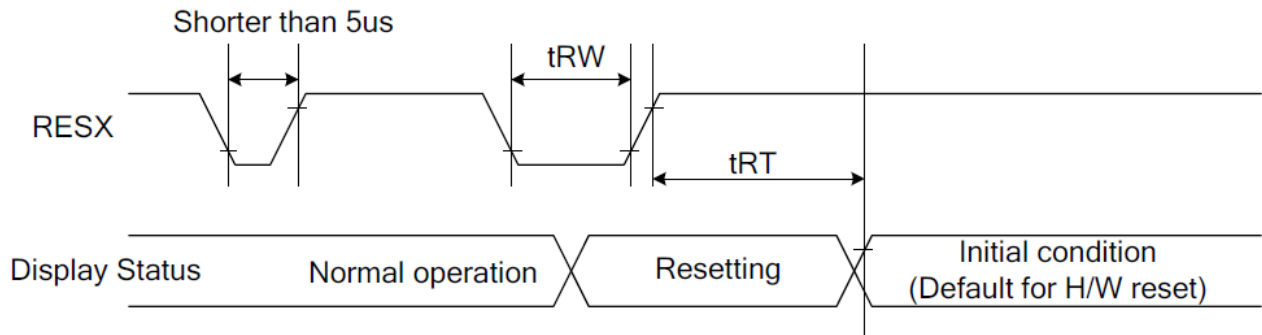 Shorter than 5us
tRW
RESX
tRT
Display Status
Normal operation
Resetting
Initial condition
(Default for H/W reset)